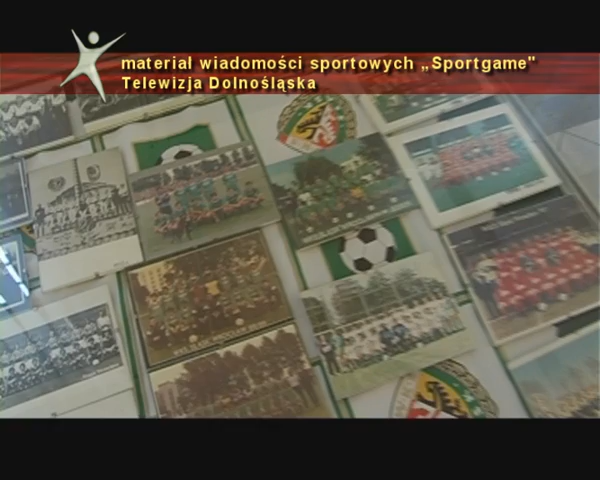 materiał wiadomości sportowych „Sportgame"
Telewizja Dolnośląska